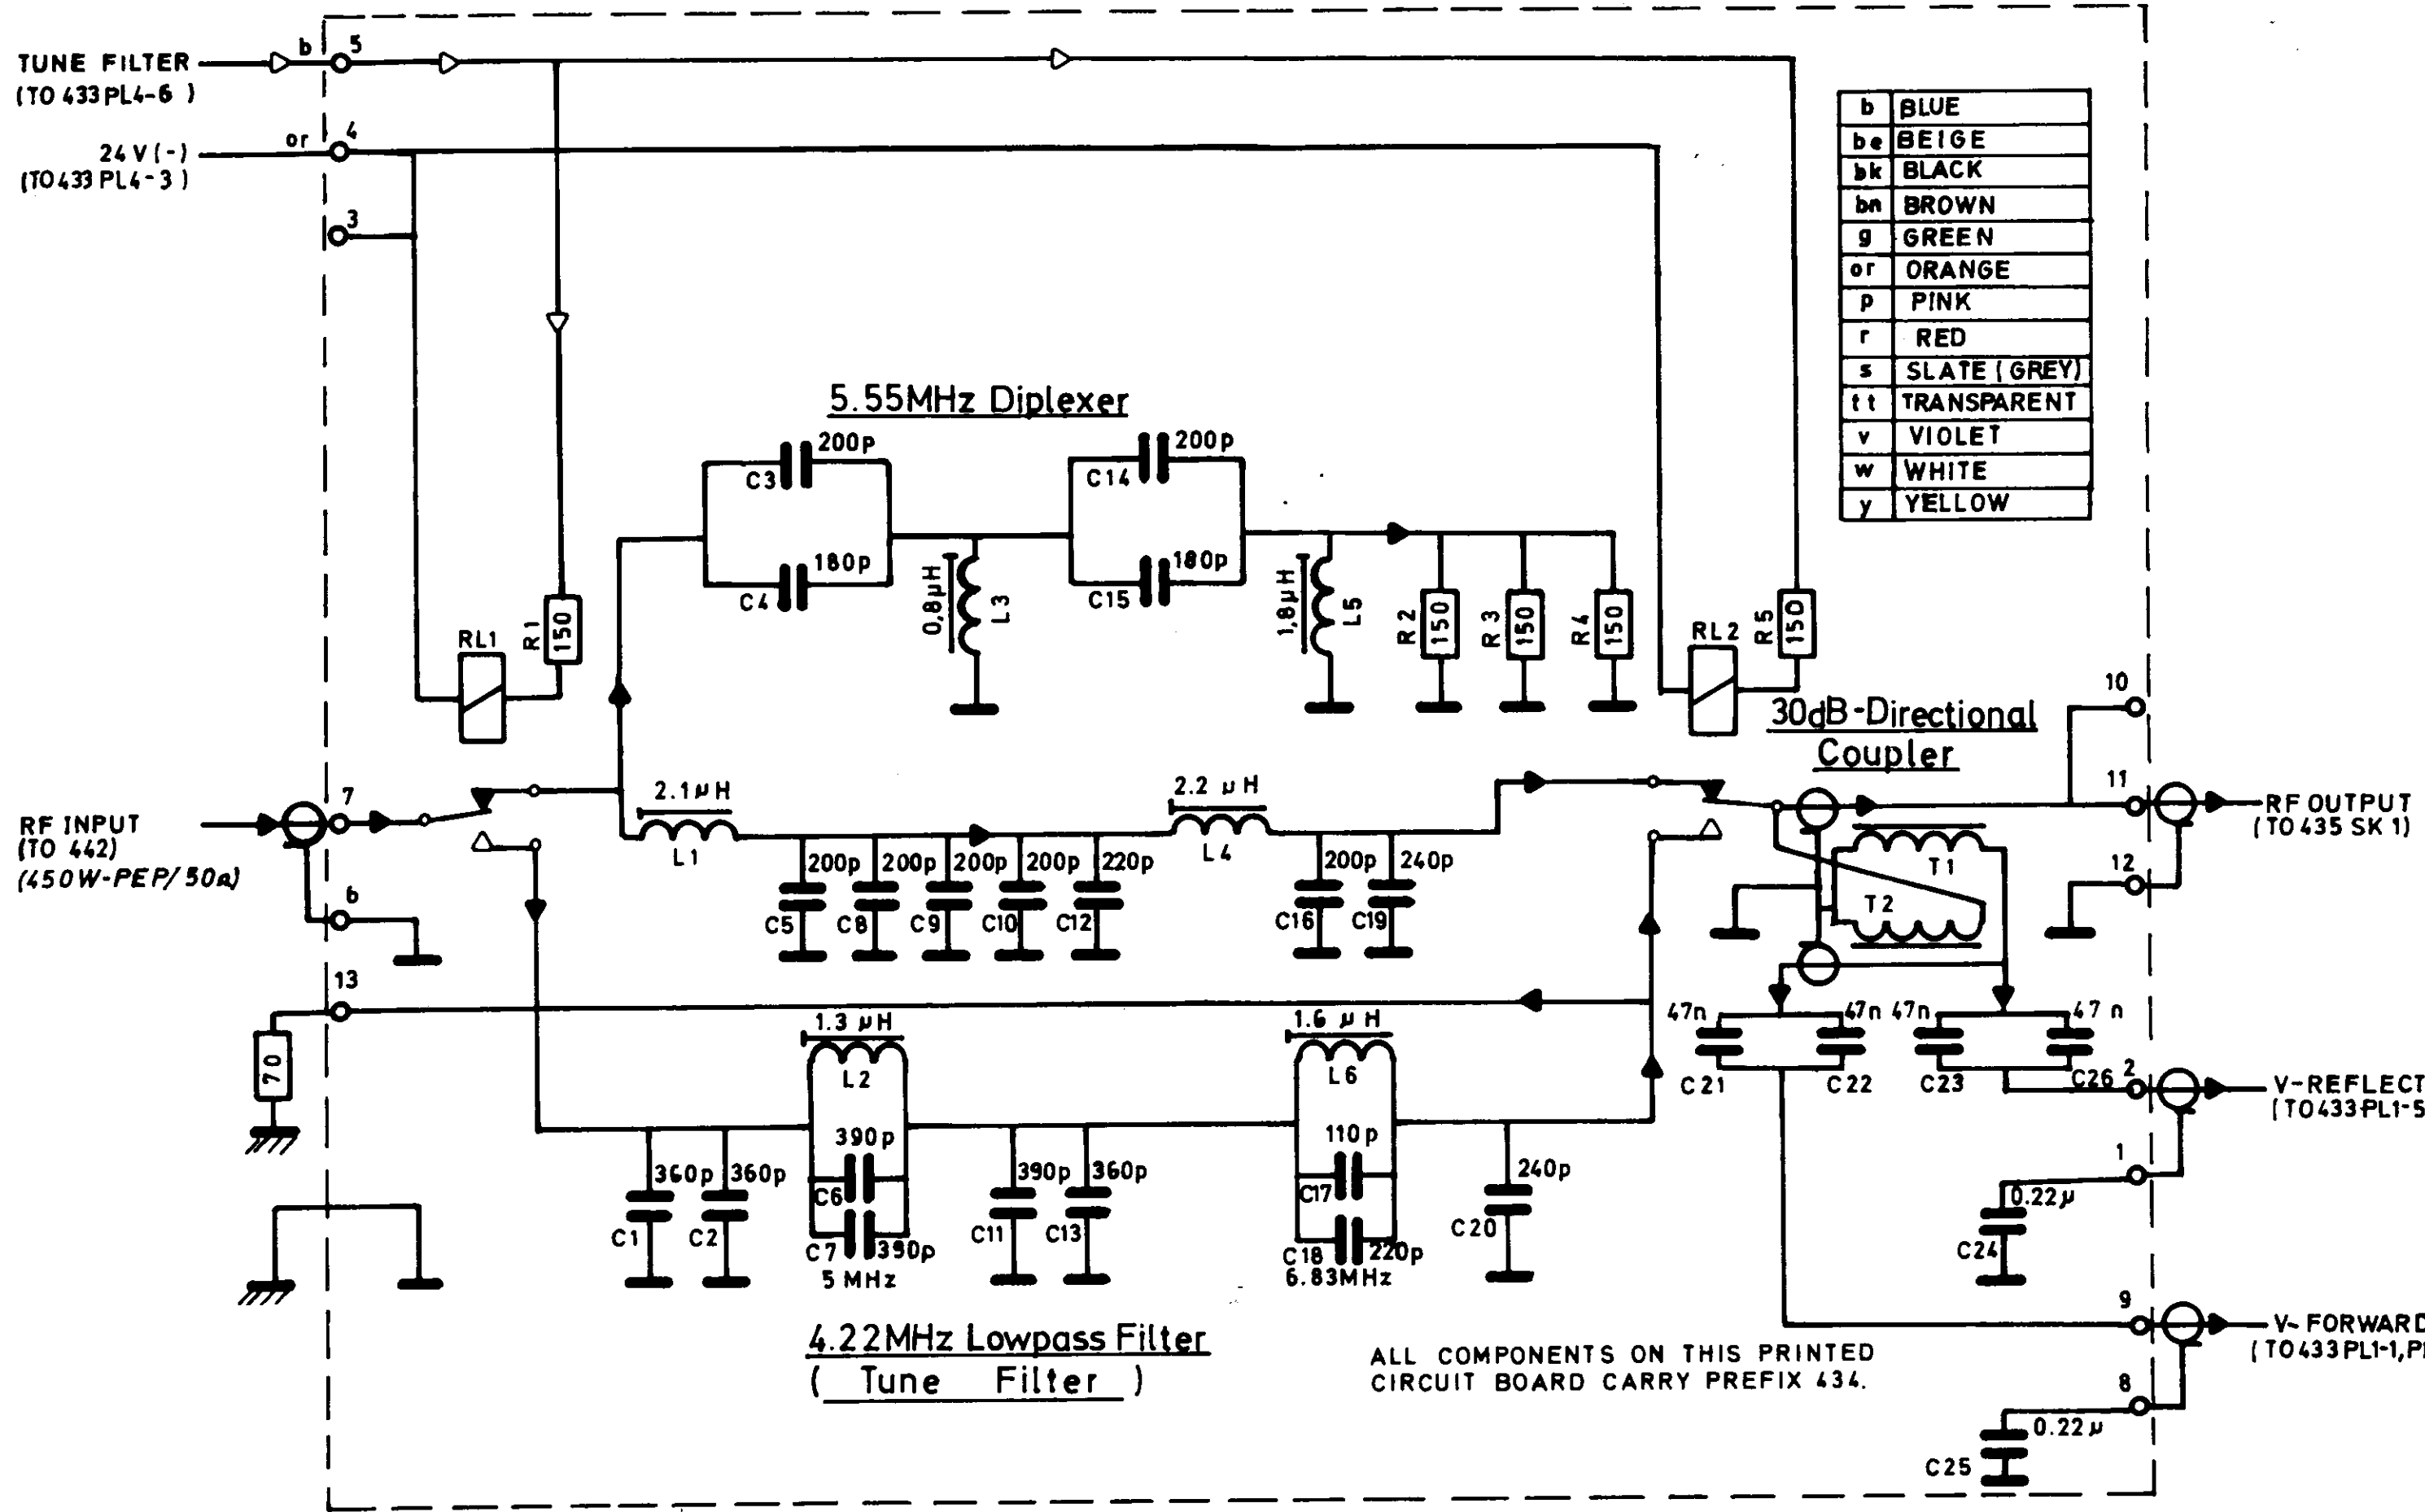 TUNE FILTER
(TO 433 PL4-6 )
b
5
24 V (-)
(TO 433 PL4-3 )
or
4
3
b BLUE
be BEIGE
bk BLACK
bn BROWN
g GREEN
or ORANGE
p PINK
r RED
s SLATE (GREY)
tt TRANSPARENT
v VIOLET
w WHITE
y YELLOW
5.55MHz Diplexer
200p
C3
180p
C4
0,8µH
L3
200p
C14
180p
C15
1,8µH
L5
R2
150
R3
150
R4
150
RL1
R1
150
RL2
R5
150
30dB-Directional
Coupler
10
11
12
RF OUTPUT
(TO 435 SK 1)
RF INPUT
(TO 442)
(450W-PEP/50Ω)
7
6
13
70
2.1µH
L1
200p
C5
200p
C8
200p
C9
200p
C10
220p
C12
2.2 µH
L4
200p
C16
240p
C19
T1
T2
47n
C21
47n
C22
47n
C23
47 n
C26
2
V-REFLECT
(TO433PL1-5
1
0.22µ
C24
9
V~FORWARD
(TO433PL1-1,P
8
0.22µ
C25
1.3 µH
L2
390p
C6
C7
390p
5 MHz
360p
C1
360p
C2
390p
C11
360p
C13
1.6 µH
L6
110p
C17
C18
220p
6.83MHz
240p
C20
4.22MHz Lowpass Filter
( Tune Filter )
ALL COMPONENTS ON THIS PRINTED
CIRCUIT BOARD CARRY PREFIX 434.